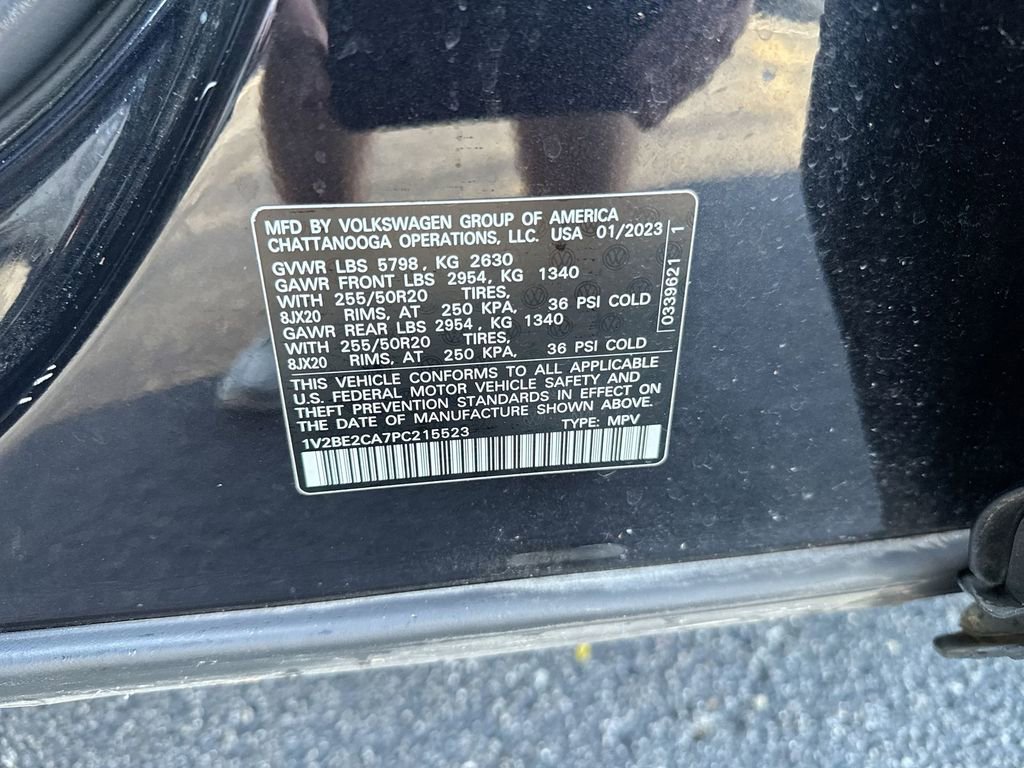 MFD BY VOLKSWAGEN GROUP OF AMERICA
CHATTANOOGA OPERATIONS, LLC. USA 01/2023
GVWR LBS 5798, KG 2630
GAWR FRONT LBS 2954, KG 1340
WITH 255/50R20 TIRES,
8JX20 RIMS, AT 250 KPA, 36 PSI COLD
GAWR REAR LBS 2954, KG 1340
WITH 255/50R20 TIRES,
8JX20 RIMS, AT 250 KPA, 36 PSI COLD
0339621 1
THIS VEHICLE CONFORMS TO ALL APPLICABLE
U.S. FEDERAL MOTOR VEHICLE SAFETY AND
THEFT PREVENTION STANDARDS IN EFFECT ON
THE DATE OF MANUFACTURE SHOWN ABOVE.
1V2BE2CA7PC215523 TYPE: MPV